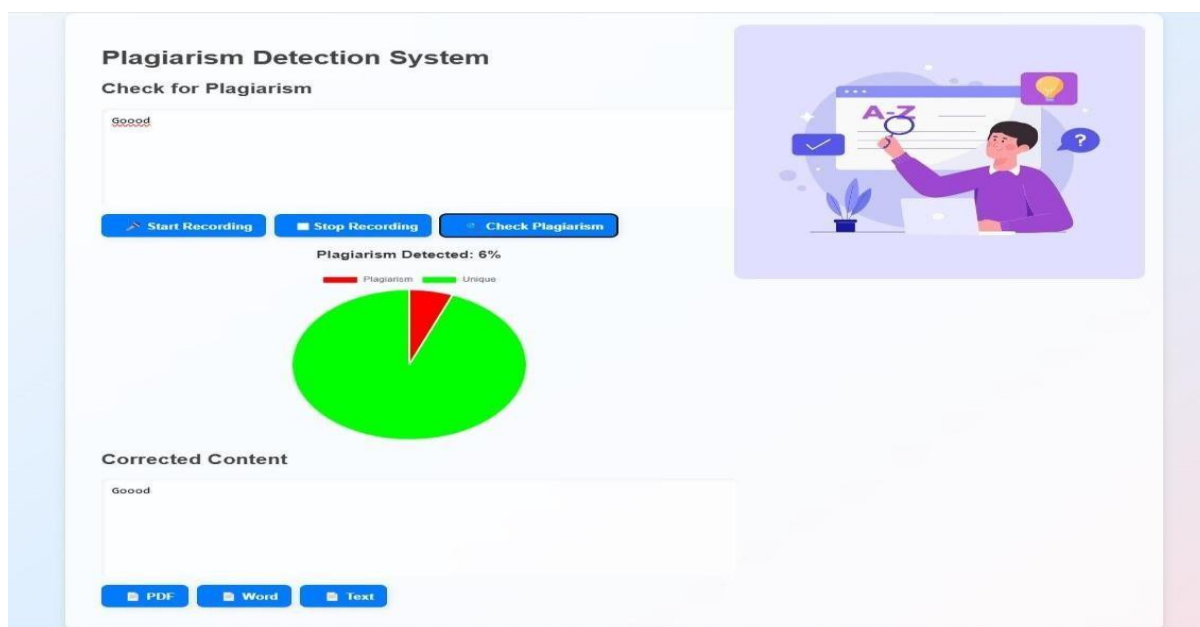 Plagiarism Detection System
Check for Plagiarism
Goood
Start Recording Stop Recording Check Plagiarism
Plagiarism Detected: 6%
Plagiarism Unique
Corrected Content
Goood
PDF Word Text
A-Z
?